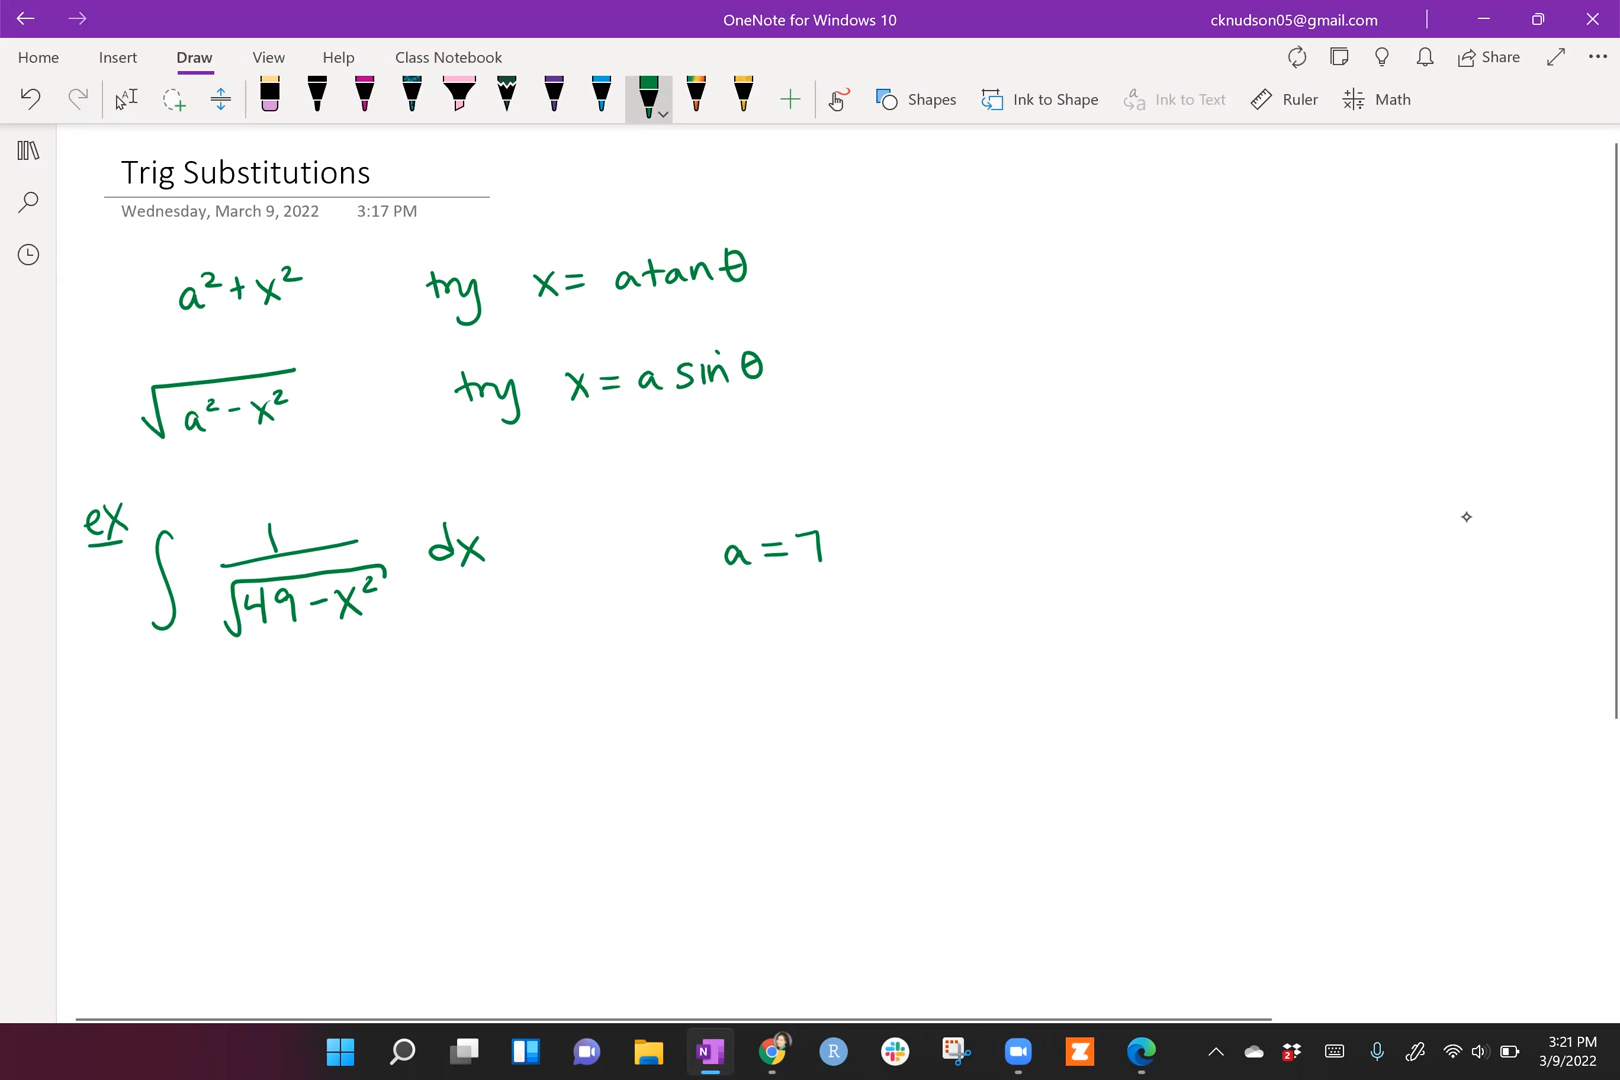 OneNote for Windows 10
cknudson05@gmail.com
Home Insert Draw View Help Class Notebook Share
Shapes Ink to Shape Ink to Text Ruler Math
Trig Substitutions
Wednesday, March 9, 2022 3:17 PM
a² + x² try x = a tan θ
√(a² - x²) try x = a sin θ
ex ∫ 1/√(49 - x²) dx a = 7
3:21 PM
3/9/2022